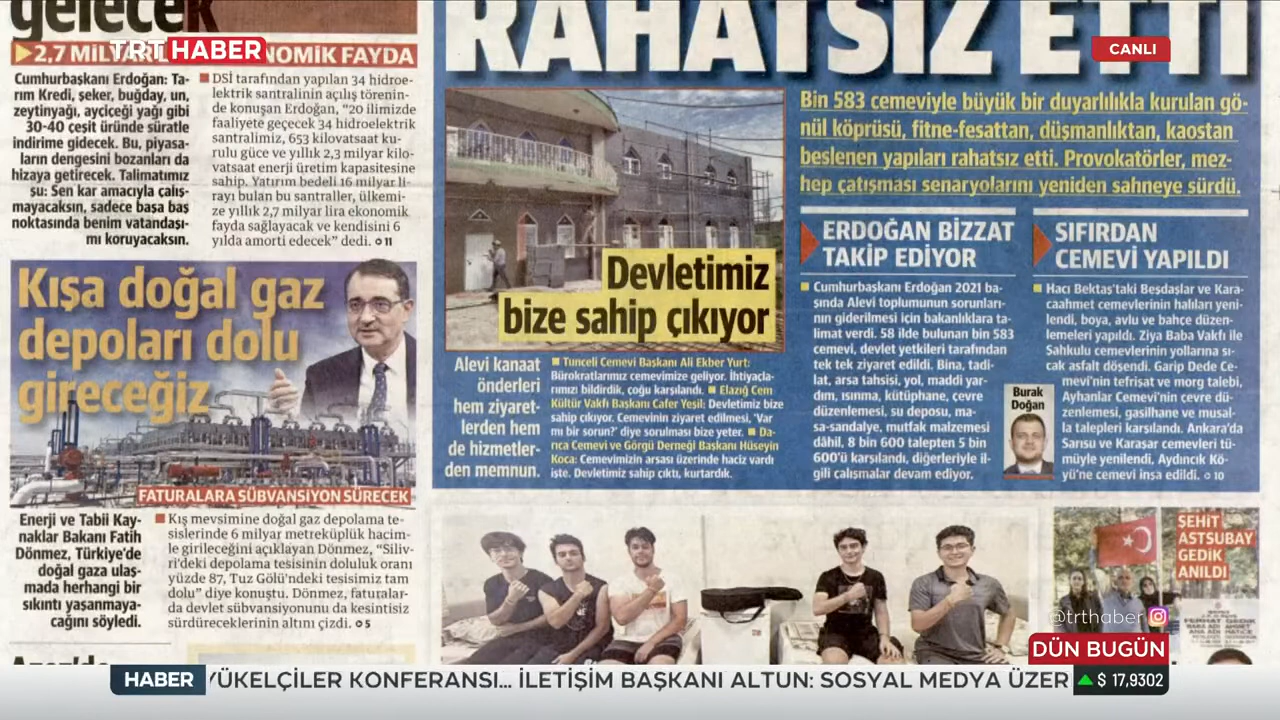 gelecek
RAHATSIZ ETTİ
TRT HABER
CANLI
2,7 MİLYAR L
NOMİK FAYDA
Cumhurbaşkanı Erdoğan: Ta-
rım Kredi, şeker, buğday, un,
zeytinyağı, ayçiceği yağı gibi
30-40 çeşit üründe süratle
indirime gidecek. Bu, piyasa-
ların dengesini bozanları da
hizaya getirecek. Talimatımız
şu: Sen kar amacıyla çalış-
mayacaksın, sadece başa baş
noktasında benim vatandaşı-
mı koruyacaksın.
DSİ tarafından yapılan 34 hidroe-
lektrik santralinin açılış törenin-
de konuşan Erdoğan, “20 ilimizde
faaliyete geçecek 34 hidroelektrik
santralimiz, 653 kilovatsaat ku-
rulu güce ve yıllık 2,3 milyar kilo-
vatsaat enerji üretim kapasitesine
sahip. Yatırım bedeli 16 milyar li-
rayı bulan bu santraller, ülkemi-
ze yıllık 2,7 milyar lira ekonomik
fayda sağlayacak ve kendisini 6
yılda amorti edecek” dedi. 11
Kışa doğal gaz
depoları dolu
gireceğiz
FATURALARA SÜBVANSİYON SÜRECEK
Enerji ve Tabii Kay-
naklar Bakanı Fatih
Dönmez, Türkiye’de
doğal gaza ulaş-
mada herhangi bir
sıkıntı yaşanmaya-
cağını söyledi.
Kış mevsimine doğal gaz depolama te-
sislerinde 6 milyar metreküplük hacim-
le girileceğini açıklayan Dönmez, “Siliv-
ri’deki depolama tesisinin doluluk oranı
yüzde 87, Tuz Gölü’ndeki tesisimiz tam
dolu” diye konuştu. Dönmez, faturalar-
da devlet sübvansiyonunu da kesintisiz
sürdüreceklerinin altını çizdi. 5
Devletimiz
bize sahip çıkıyor
Alevi kanaat
önderleri
hem ziyaret-
lerden hem
de hizmetler-
den memnun.
Tunceli Cemevi Başkanı Ali Ekber Yurt:
Bürokratlarımız cemevimize geliyor. İhtiyaçla-
rımızı bildirdik, çoğu karşılandı. Elazığ Cem
Kültür Vakfı Başkanı Cafer Yeşil: Devletimiz bize
sahip çıkıyor. Cemevinin ziyaret edilmesi, ‘Var
mı bir sorun?’ diye sorulması bize yeter. Da-
rıca Cemevi ve Görgü Derneği Başkanı Hüseyin
Koca: Cemevimizin arsası üzerinde haciz vardı
işte. Devletimiz sahip çıktı, kurtardık.
Bin 583 cemeviyle büyük bir duyarlılıkla kurulan gö-
nül köprüsü, fitne-fesattan, düşmanlıktan, kaostan
beslenen yapıları rahatsız etti. Provokatörler, mez-
hep çatışması senaryolarını yeniden sahneye sürdü.
ERDOĞAN BİZZAT
TAKİP EDİYOR
Cumhurbaşkanı Erdoğan 2021 ba-
şında Alevi toplumunun sorunları-
nın giderilmesi için bakanlıklara ta-
limat verdi. 58 ilde bulunan bin 583
cemevi, devlet yetkileri tarafından
tek tek ziyaret edildi. Bina, tadi-
lat, arsa tahsisi, yol, maddi yar-
dım, ısınma, kütüphane, çevre
düzenlemesi, su deposu, ma-
sa-sandalye, mutfak malzemesi
dâhil, 8 bin 600 talepten 5 bin
600’ü karşılandı, diğerleriyle il-
gili çalışmalar devam ediyor.
Burak
Doğan
SIFIRDAN
CEMEVİ YAPILDI
Hacı Bektaş’taki Beşdaşlar ve Kara-
caahmet cemevlerinin halıları yeni-
lendi, boya, avlu ve bahçe düzen-
lemeleri yapıldı. Ziya Baba Vakfı ile
Sahkulu cemevlerinin yollarına sı-
cak asfalt döşendi. Garip Dede Ce-
mevi’nin tefrişat ve morg talebi,
Ayhanlar Cemevi’nin çevre dü-
zenlemesi, gasilhane ve musal-
la talepleri karşılandı. Ankara’da
Sarısu ve Karaşar cemevleri tü-
müyle yenilendi, Aydıncık Kö-
yü’ne cemevi inşa edildi. 10
ŞEHİT
ASTSUBAY
GEDİK
ANILDI
@trthaber
DÜN BUGÜN
HABER
YÜKELÇİLER KONFERANSI... İLETİŞİM BAŞKANI ALTUN: SOSYAL MEDYA ÜZER
$ 17,9302